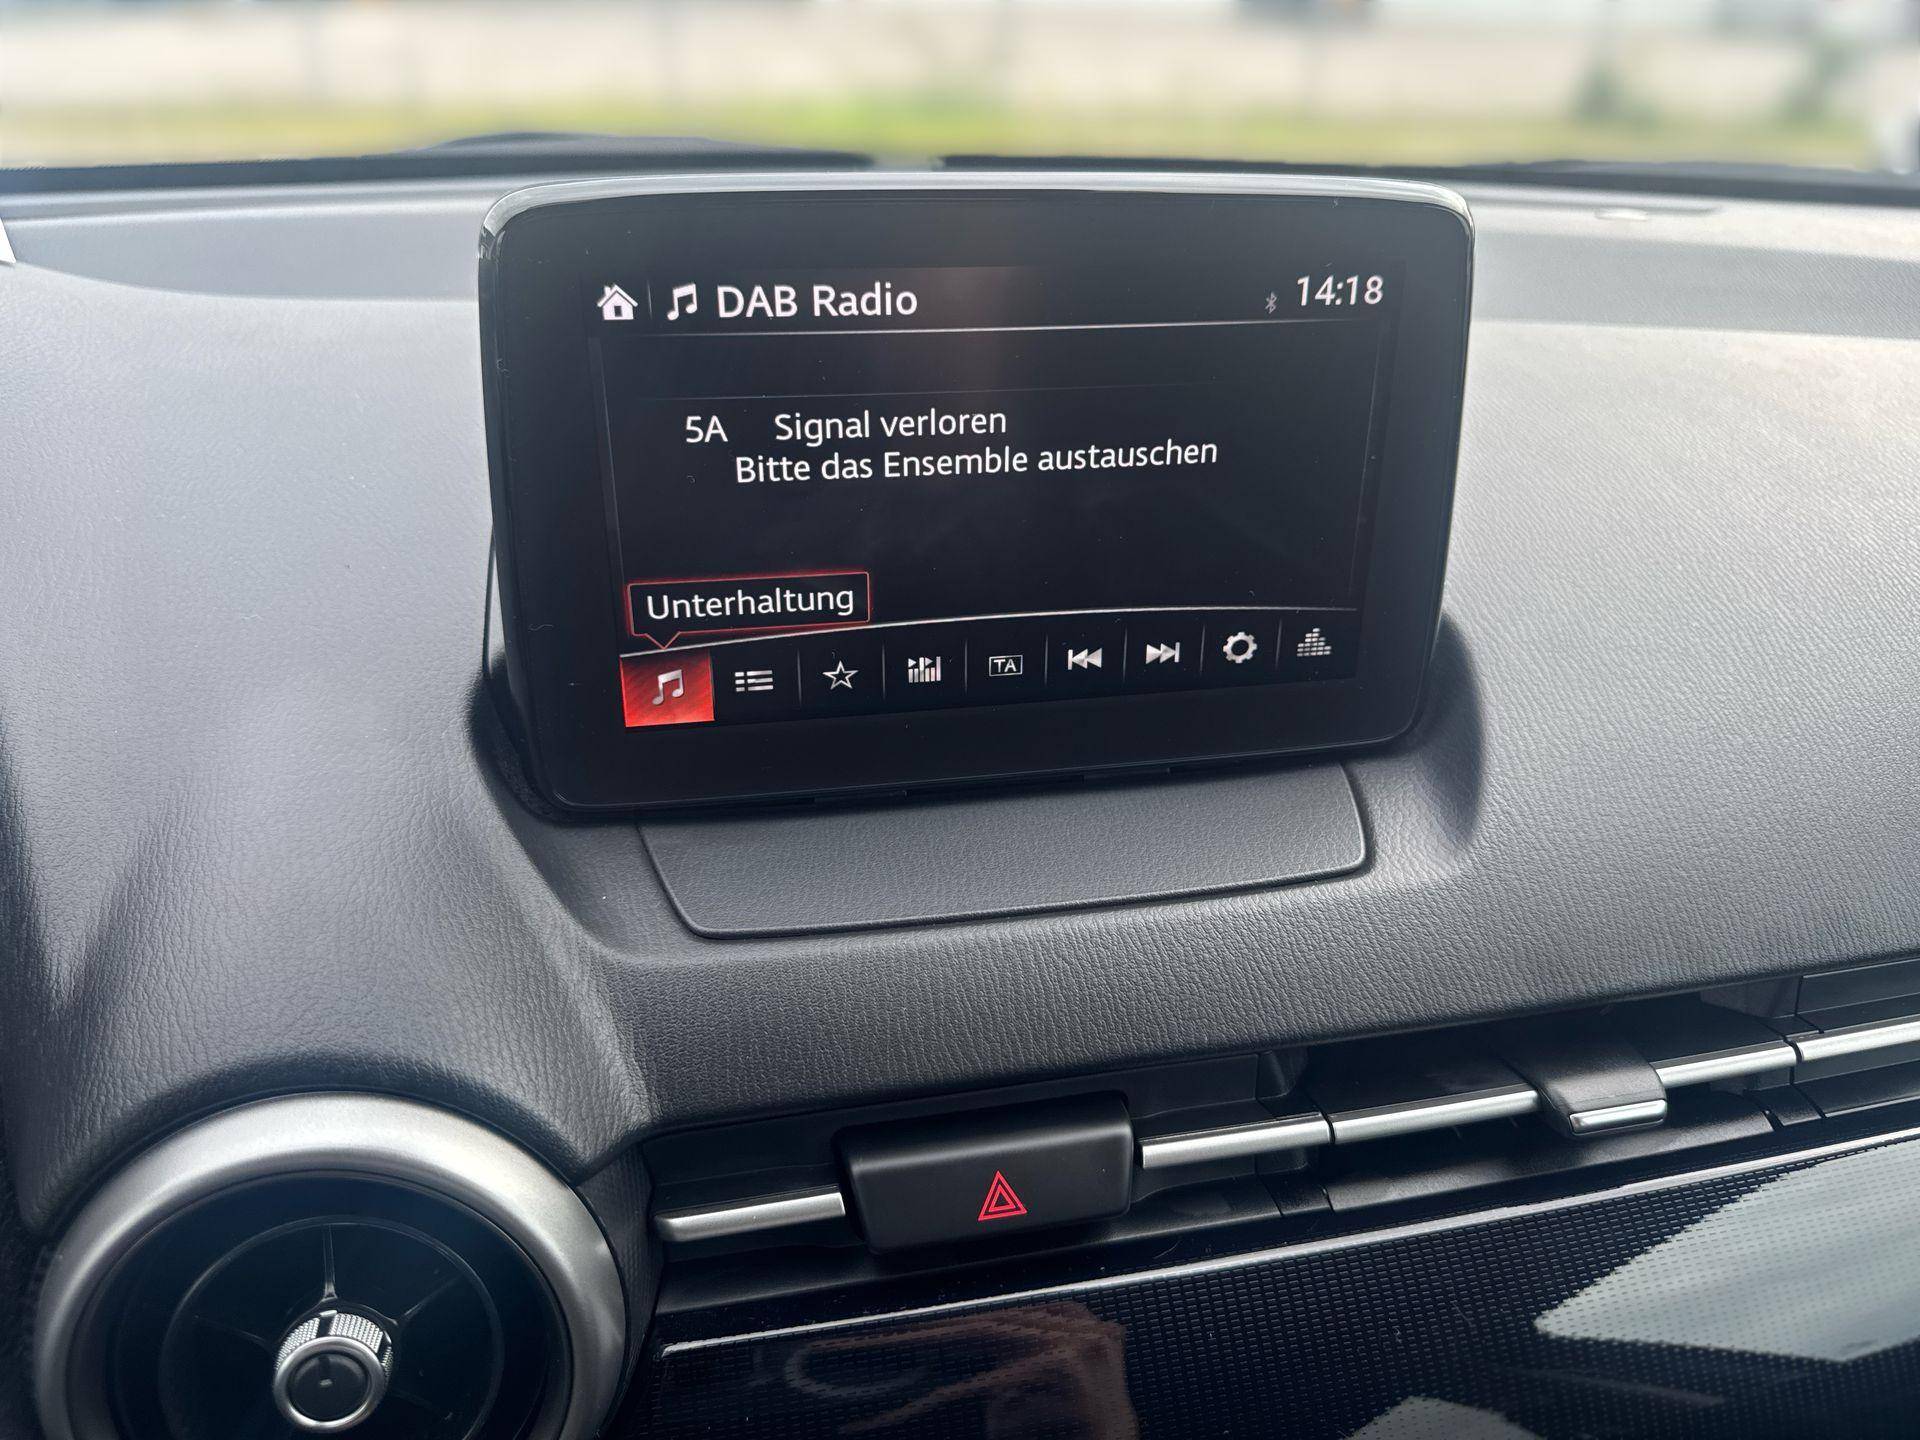 DAB Radio
14:18
5A Signal verloren
Bitte das Ensemble austauschen
Unterhaltung
TA